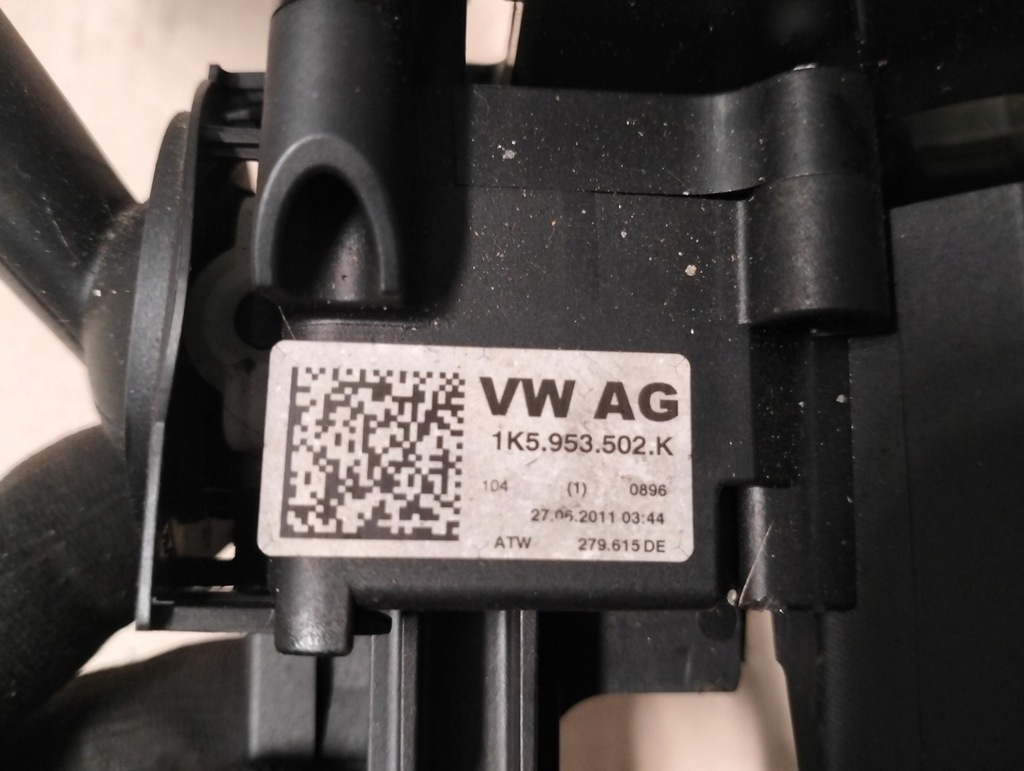 VW AG
1K5.953.502.K
104 (1) 0896
27.06.2011 03:44
ATW 279.615 DE